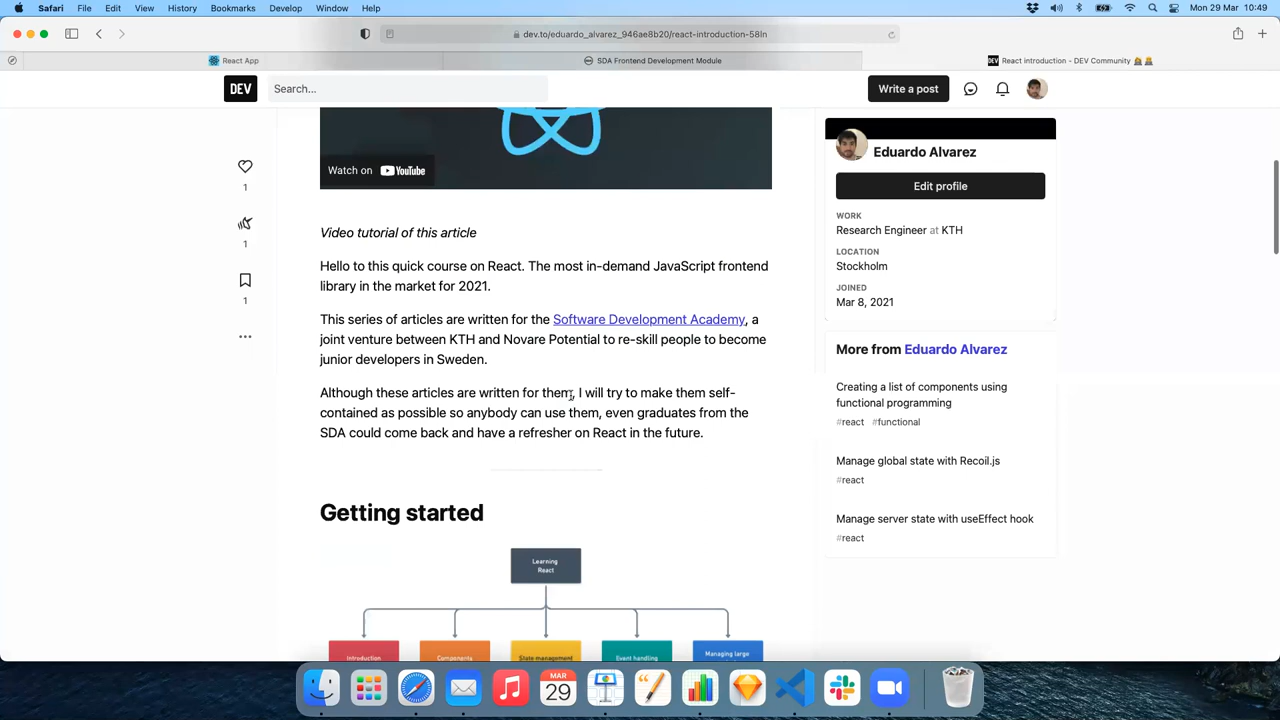 Safari File Edit View History Bookmarks Develop Window Help Mon 29 Mar 10:49
dev.to/eduardo_alvarez_946ae8b20/react-introduction-58ln
React App
SDA Frontend Development Module
DEV React introduction - DEV Community 👩‍💻👨‍💻
DEV
Search...
Write a post
Watch on YouTube
1
1
1
Video tutorial of this article
Hello to this quick course on React. The most in-demand JavaScript frontend
library in the market for 2021.
This series of articles are written for the Software Development Academy, a
joint venture between KTH and Novare Potential to re-skill people to become
junior developers in Sweden.
Although these articles are written for them, I will try to make them self-
contained as possible so anybody can use them, even graduates from the
SDA could come back and have a refresher on React in the future.
Getting started
Learning
React
Introduction
Components
State management
Event handling
Managing large
Eduardo Alvarez
Edit profile
WORK
Research Engineer at KTH
LOCATION
Stockholm
JOINED
Mar 8, 2021
More from Eduardo Alvarez
Creating a list of components using
functional programming
#react #functional
Manage global state with Recoil.js
#react
Manage server state with useEffect hook
#react
MAR
29